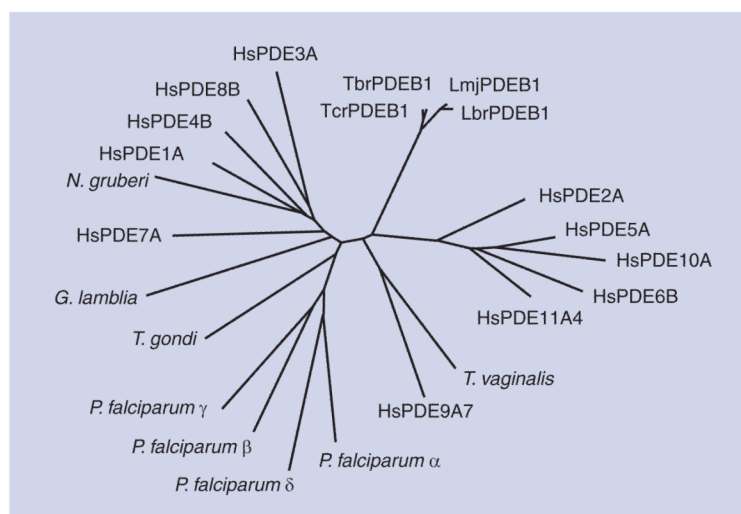 HsPDE3A
TbrPDEB1
LmjPDEB1
HsPDE8B
TcrPDEB1
LbrPDEB1
HsPDE4B
HsPDE1A
N. gruberi
HsPDE2A
HsPDE5A
HsPDE7A
HsPDE10A
G. lamblia
HsPDE6B
HsPDE11A4
T. gondi
T. vaginalis
P. falciparum γ
HsPDE9A7
P. falciparum β
P. falciparum α
P. falciparum δ